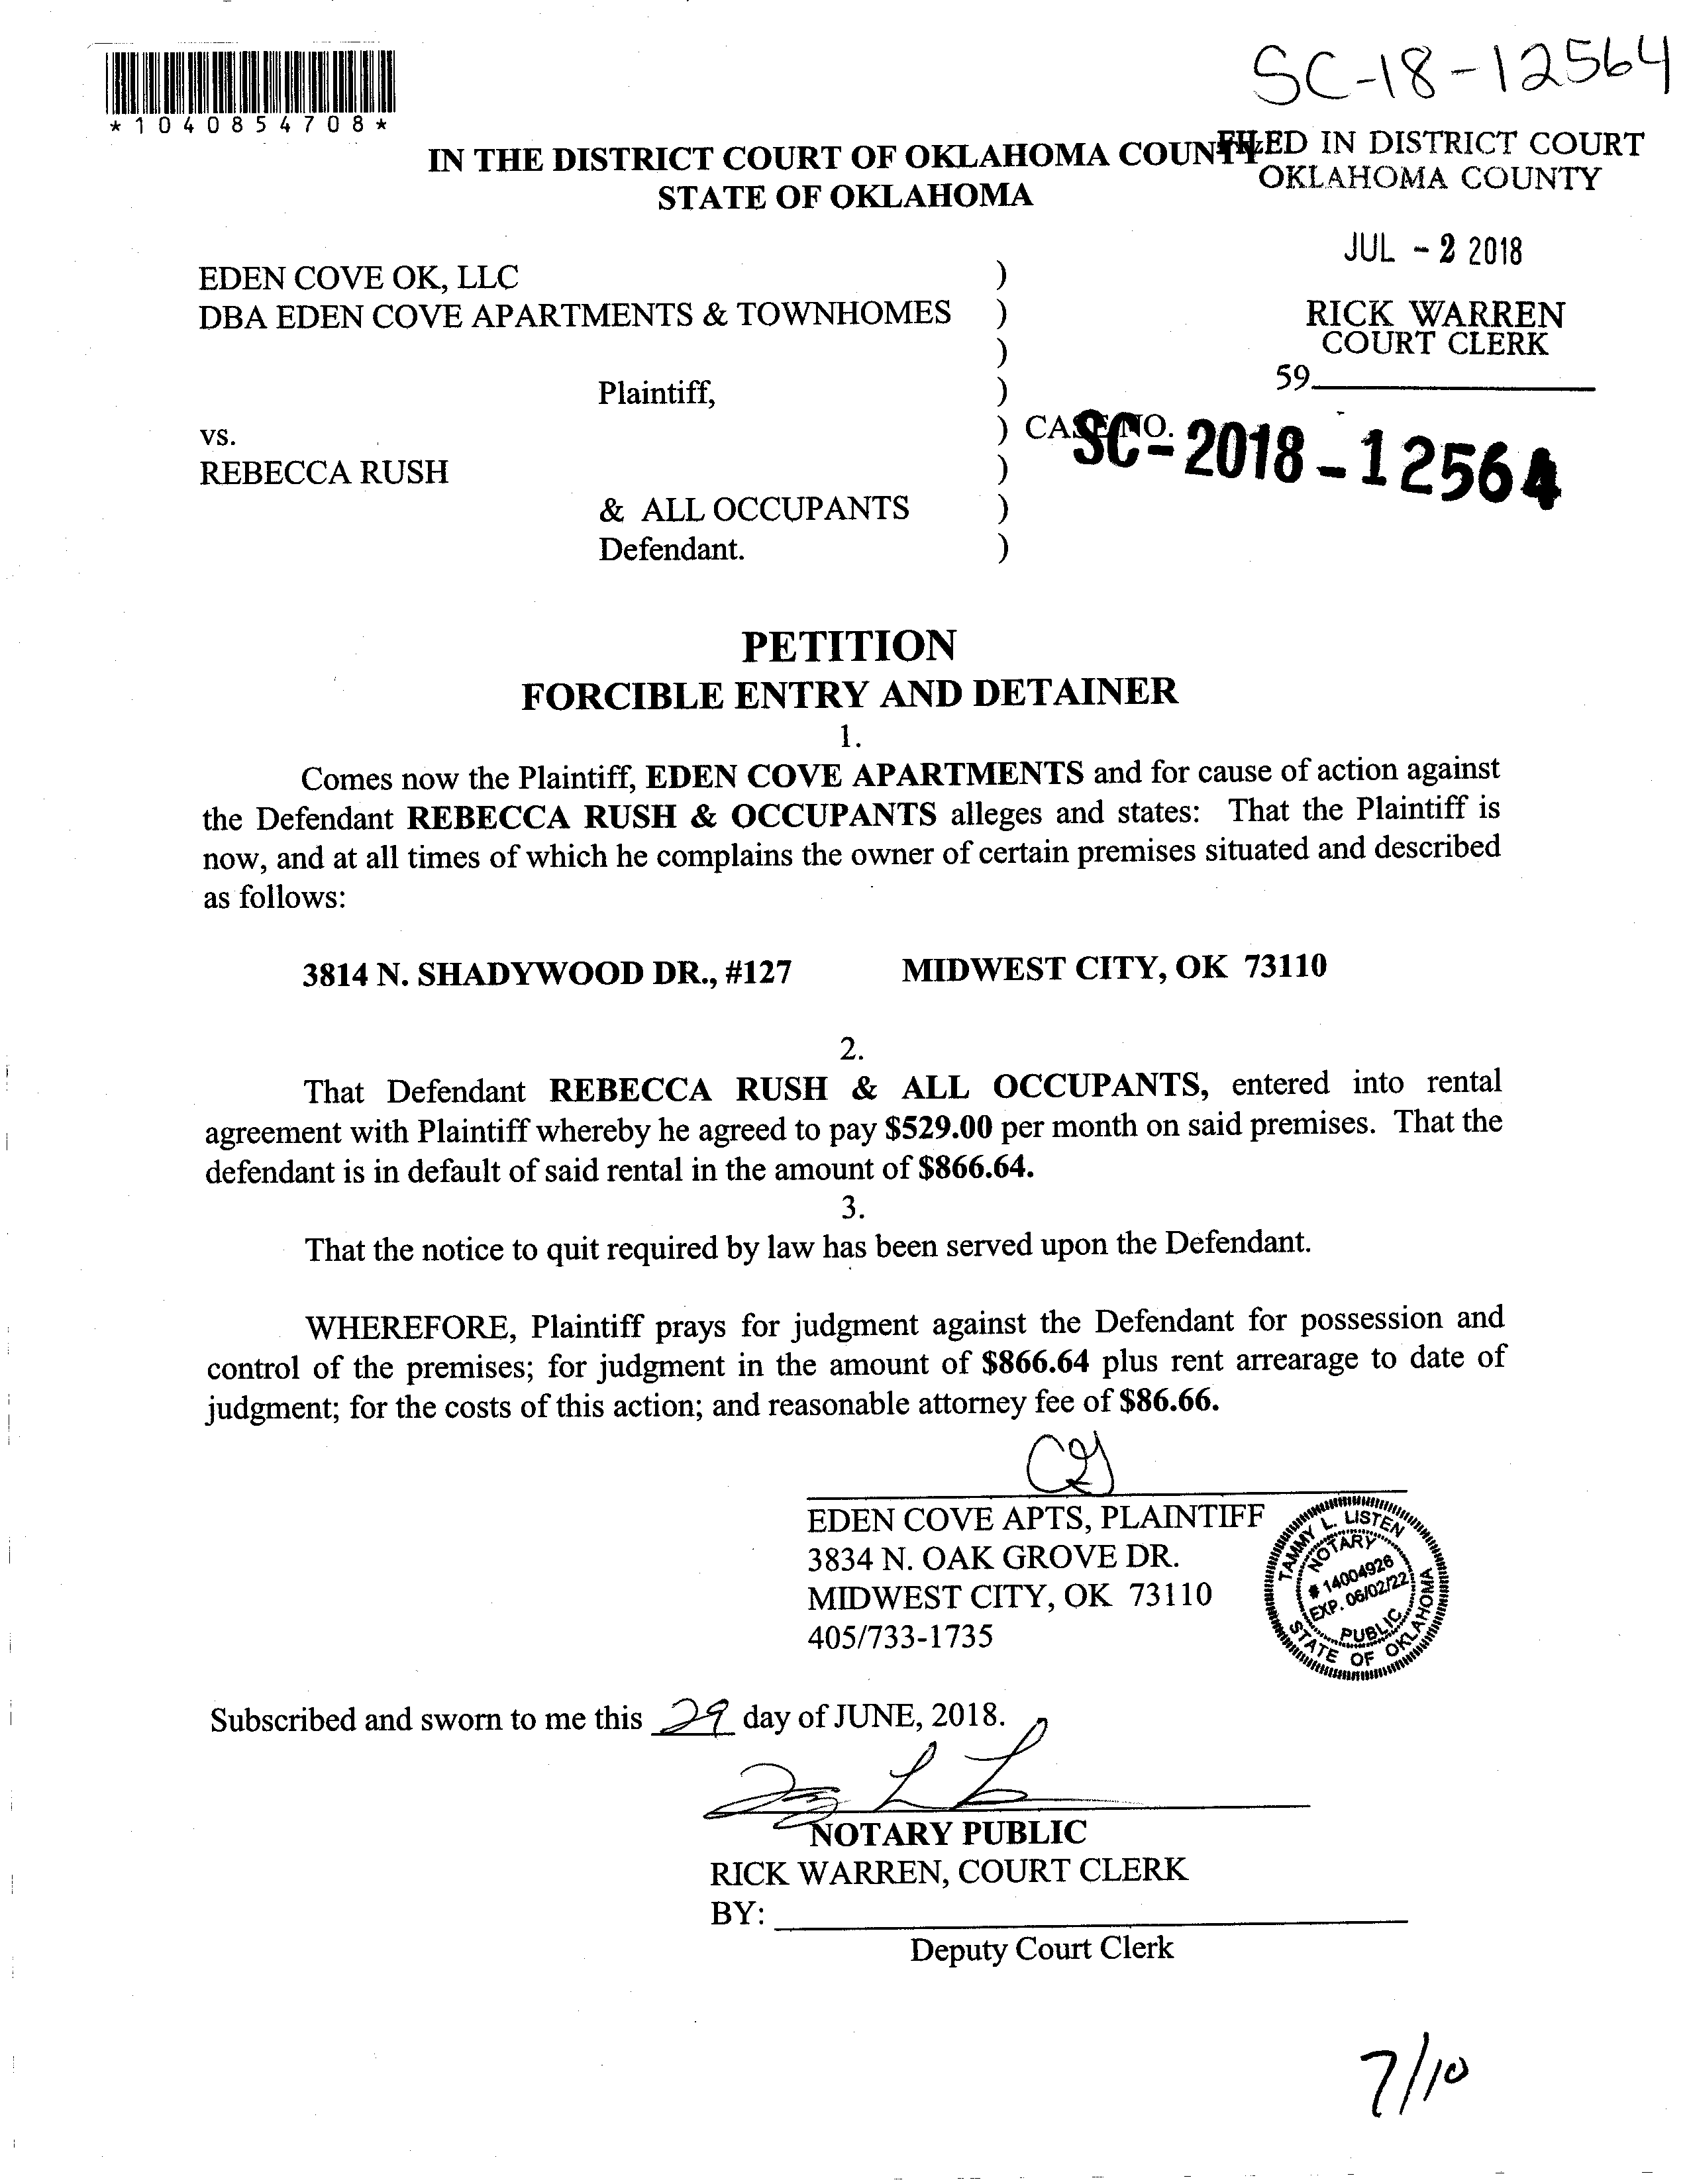 SC-18-12564
*1040854708*
IN THE DISTRICT COURT OF OKLAHOMA COUNTY
STATE OF OKLAHOMA
FILED IN DISTRICT COURT
OKLAHOMA COUNTY
JUL - 2 2018
RICK WARREN
COURT CLERK
59
EDEN COVE OK, LLC )
DBA EDEN COVE APARTMENTS & TOWNHOMES )
)
Plaintiff, )
vs. ) CASE NO. SC-2018-12564
REBECCA RUSH )
& ALL OCCUPANTS )
Defendant. )
PETITION
FORCIBLE ENTRY AND DETAINER
1.
Comes now the Plaintiff, EDEN COVE APARTMENTS and for cause of action against
the Defendant REBECCA RUSH & OCCUPANTS alleges and states: That the Plaintiff is
now, and at all times of which he complains the owner of certain premises situated and described
as follows:
3814 N. SHADYWOOD DR., #127 MIDWEST CITY, OK 73110
2.
That Defendant REBECCA RUSH & ALL OCCUPANTS, entered into rental
agreement with Plaintiff whereby he agreed to pay $529.00 per month on said premises. That the
defendant is in default of said rental in the amount of $866.64.
3.
That the notice to quit required by law has been served upon the Defendant.
WHEREFORE, Plaintiff prays for judgment against the Defendant for possession and
control of the premises; for judgment in the amount of $866.64 plus rent arrearage to date of
judgment; for the costs of this action; and reasonable attorney fee of $86.66.
EDEN COVE APTS, PLAINTIFF
3834 N. OAK GROVE DR.
MIDWEST CITY, OK 73110
405/733-1735
TAMMY L. LISTEN
NOTARY
# 14004926
EXP. 06/02/22
PUBLIC
STATE OF OKLAHOMA
Subscribed and sworn to me this 29 day of JUNE, 2018.
NOTARY PUBLIC
RICK WARREN, COURT CLERK
BY:
Deputy Court Clerk
7/10